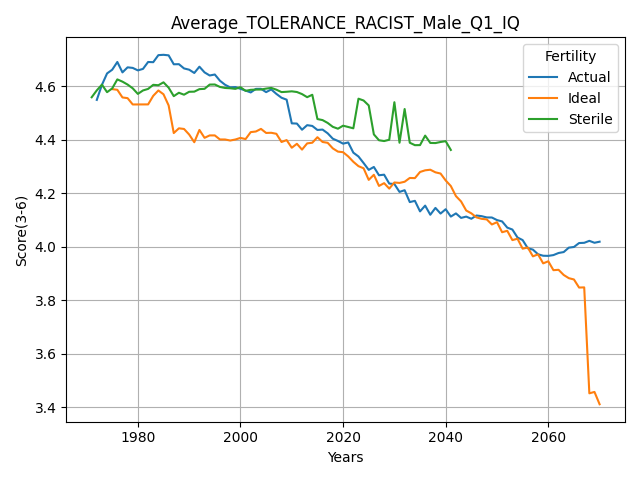 Average_TOLERANCE_RACIST_Male_Q1_IQ
Fertility
Actual
Ideal
Sterile
Score(3-6)
4.6
4.4
4.2
4.0
3.8
3.6
3.4
1980 2000 2020 2040 2060
Years